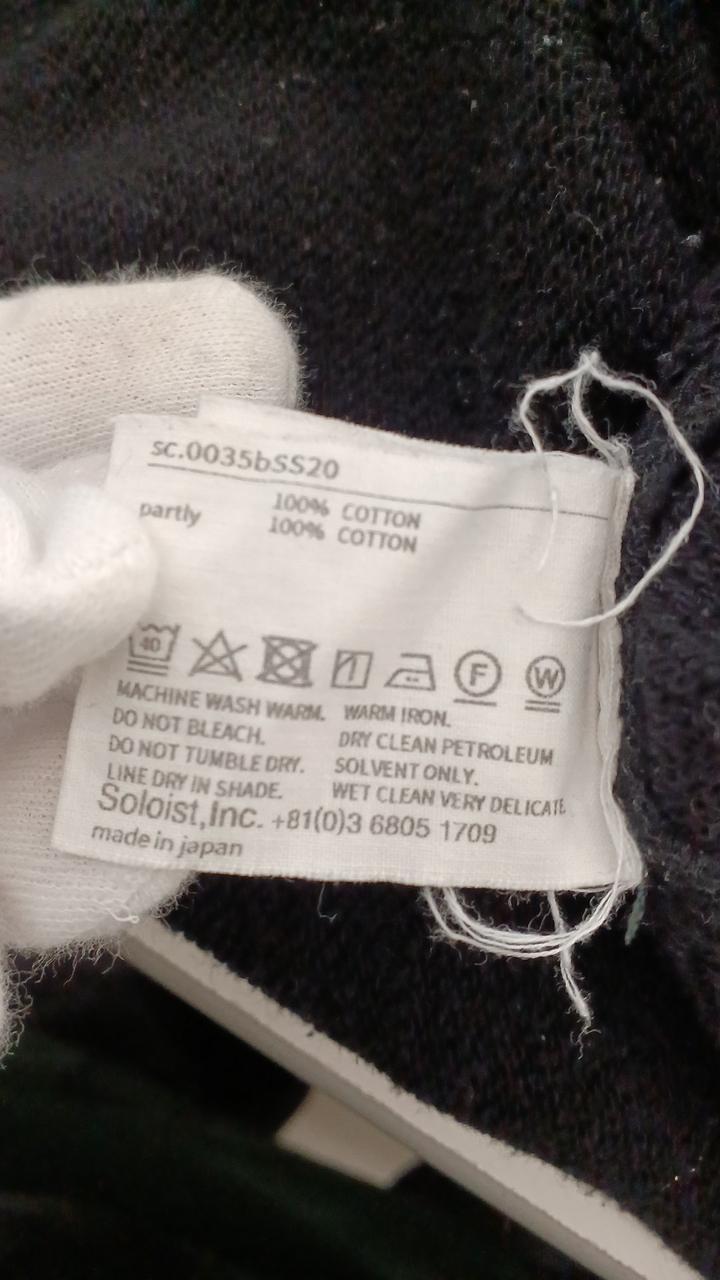 sc.0035bSS20
100% COTTON
partly 100% COTTON
40
F W
MACHINE WASH WARM. WARM IRON.
DO NOT BLEACH. DRY CLEAN PETROLEUM
DO NOT TUMBLE DRY. SOLVENT ONLY.
LINE DRY IN SHADE. WET CLEAN VERY DELICATE
Soloist,Inc. +81(0)3 6805 1709
made in japan